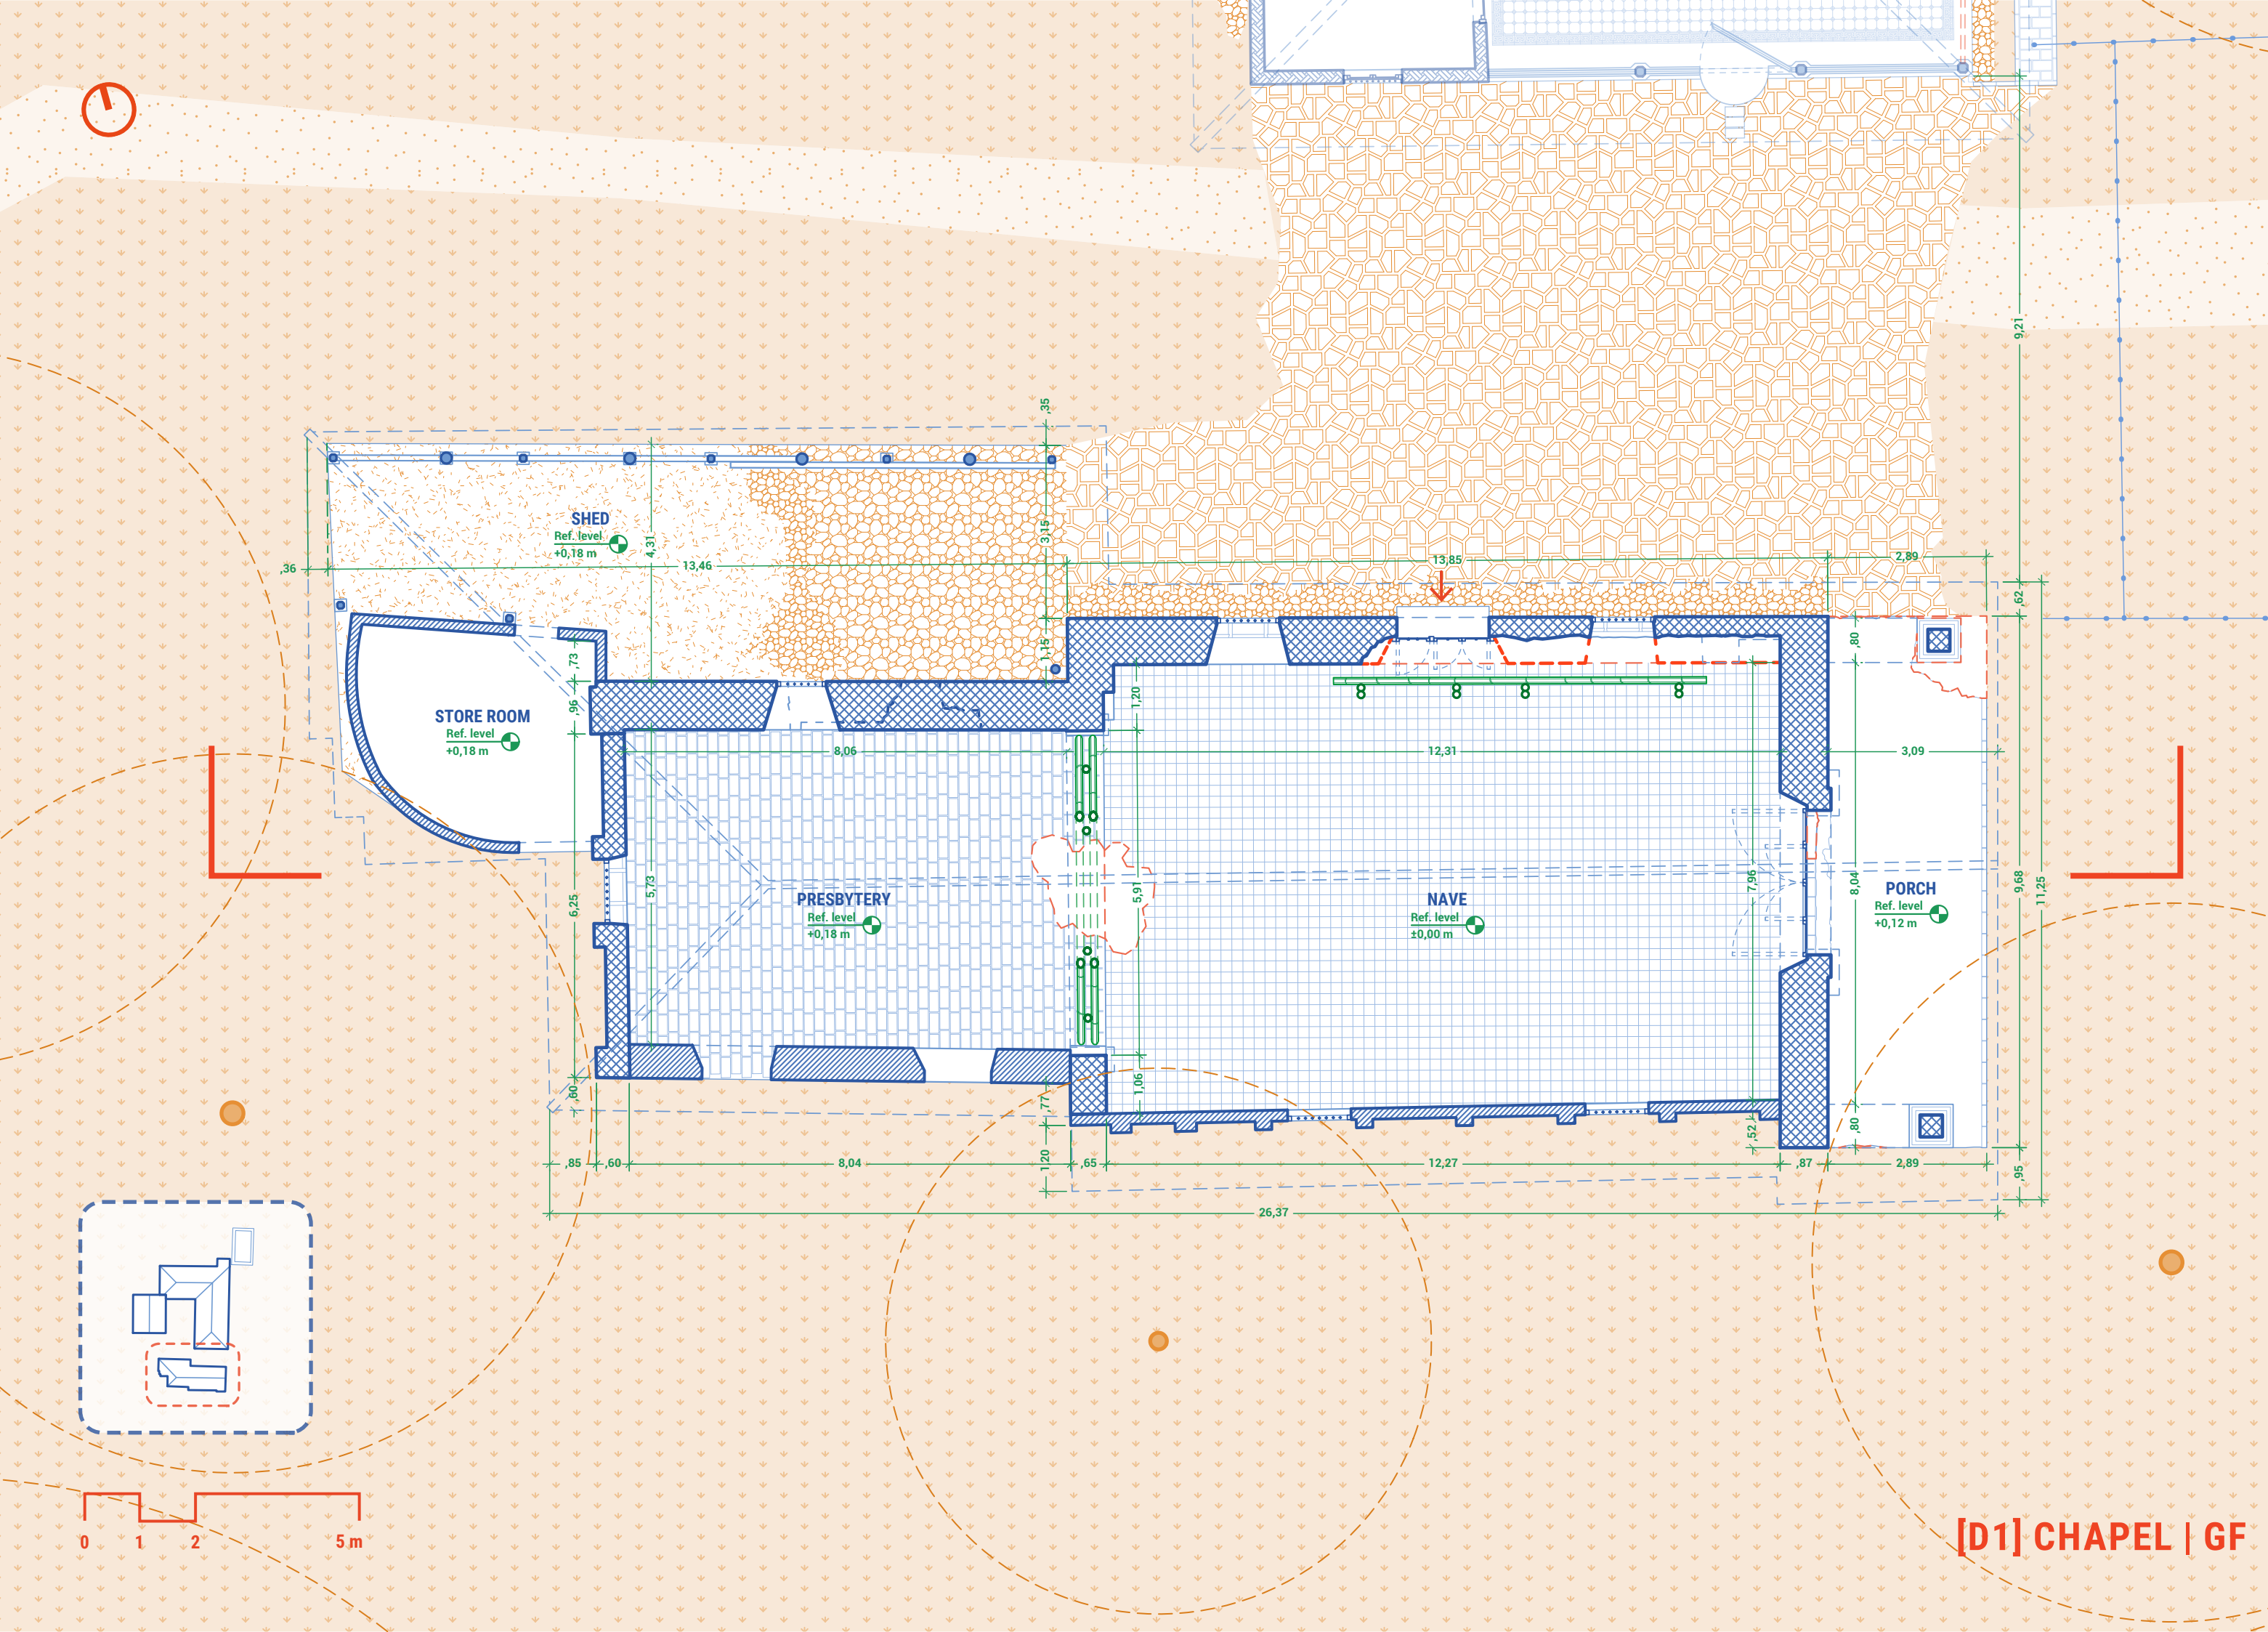 9,21
,35
3,15
1,15
SHED
Ref. level
+0,18 m
4,31
,36
13,46
13,85
2,89
,62
,80
,73
,96
STORE ROOM
Ref. level
+0,18 m
1,20
8,06
12,31
3,09
6,25
5,73
5,91
7,96
8,04
9,68
11,25
PRESBYTERY
Ref. level
+0,18 m
NAVE
Ref. level
±0,00 m
PORCH
Ref. level
+0,12 m
,60
,77
1,06
,52
,80
,85
,60
8,04
1,20
,65
12,27
,87
2,89
,95
26,37
0
1
2
5 m
[D1] CHAPEL | GF